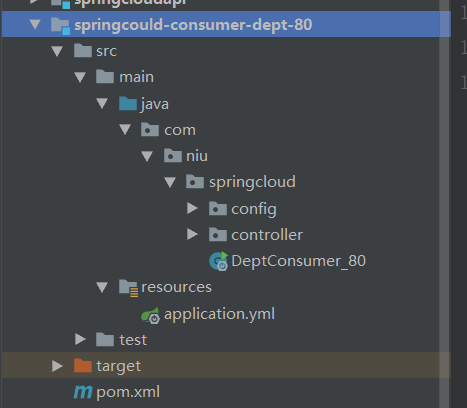 springcloudapi
springcould-consumer-dept-80
src
main
java
com
niu
springcloud
config
controller
DeptConsumer_80
resources
application.yml
test
target
pom.xml